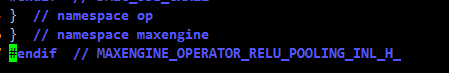 }  // namespace op
}  // namespace maxengine
#endif  // MAXENGINE_OPERATOR_RELU_POOLING_INL_H_